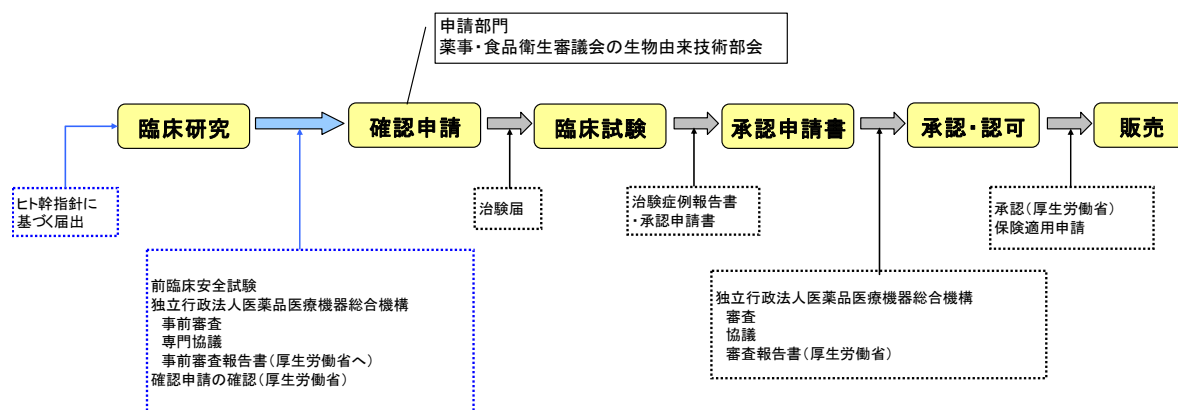 申請部門
薬事・食品衛生審議会の生物由来技術部会
臨床研究
確認申請
臨床試験
承認申請書
承認・認可
販売
ヒト幹指針に
基づく届出
治験届
治験症例報告書
・承認申請書
承認（厚生労働省）
保険適用申請
前臨床安全試験
独立行政法人医薬品医療機器総合機構
事前審査
専門協議
事前審査報告書（厚生労働省へ）
確認申請の確認（厚生労働省）
独立行政法人医薬品医療機器総合機構
審査
協議
審査報告書（厚生労働省）